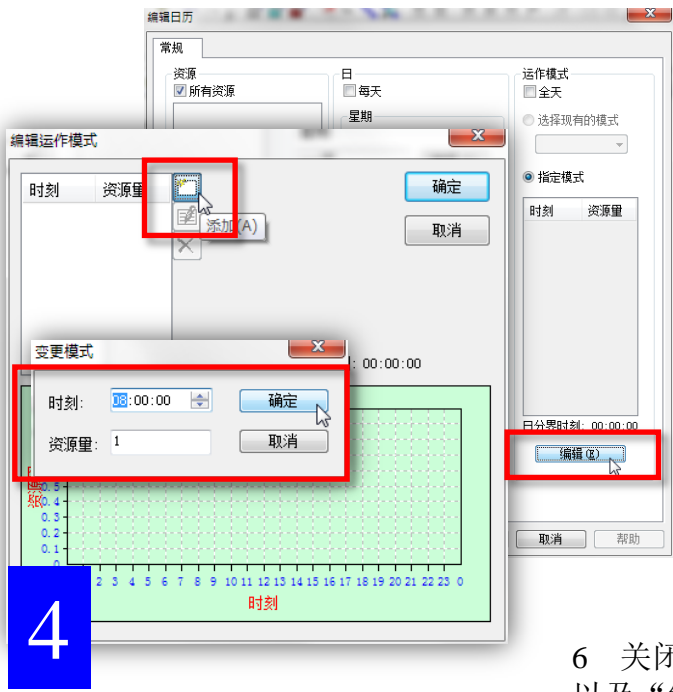 编辑日历
常规
资源
所有资源
日
每天
星期
运作模式
全天
选择现有的模式
指定模式
时刻 资源量
日分界时刻: 00:00:00
编辑(E)
取消 帮助
编辑运作模式
时刻 资源量
添加(A)
确定
取消
: 00:00:00
变更模式
时刻: 08:00:00 确定
资源量: 1 取消
0.5
0.4
0.3
0.2
0.1
0
2 3 4 5 6 7 8 9 10 11 12 13 14 15 16 17 18 19 20 21 22 23 0
时刻
4
6 关闭